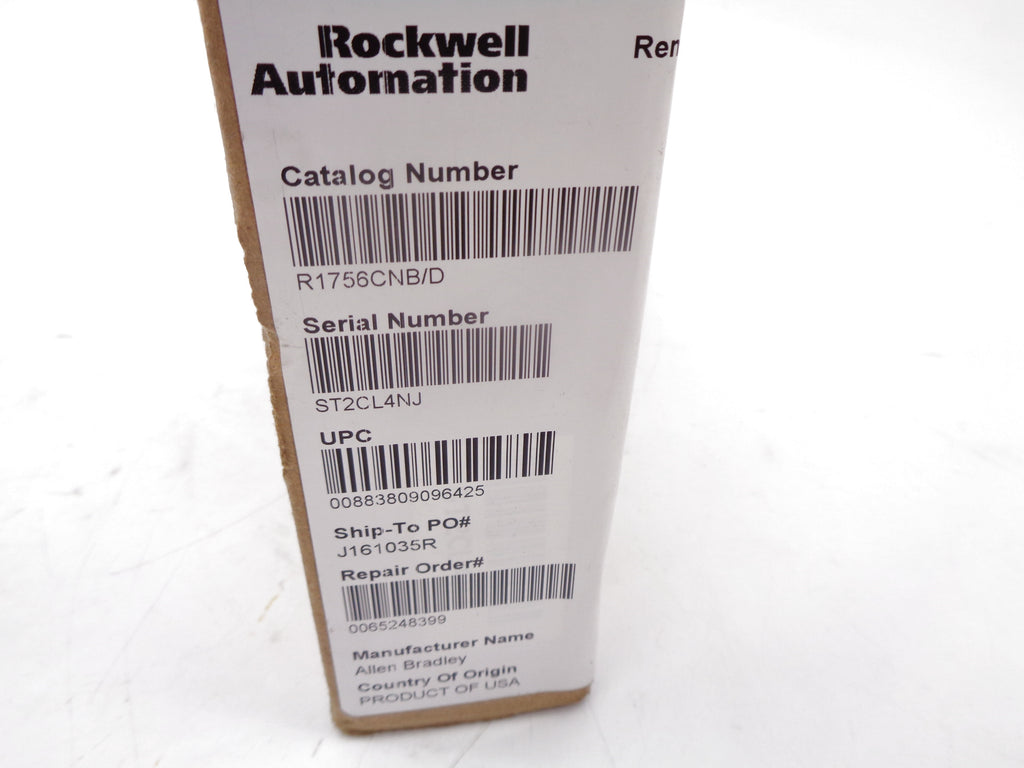 Rockwell
Automation
Catalog Number
R1756CNB/D
Serial Number
ST2CL4NJ
UPC
00883809096425
Ship-To PO#
J161035R
Repair Order#
0065248399
Manufacturer Name
Allen Bradley
Country Of Origin
PRODUCT OF USA